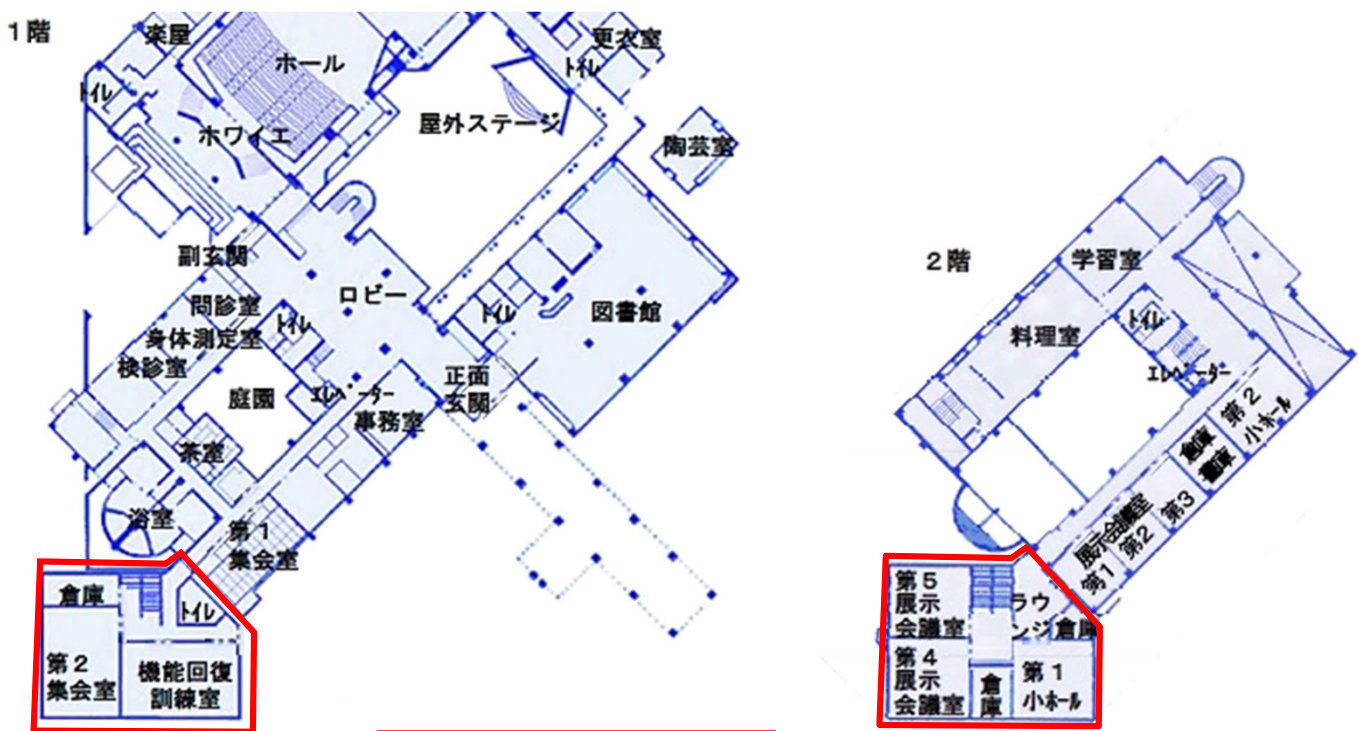 1階
楽屋
ホール
更衣室
トイレ
トイレ
屋外ステージ
ホワイエ
陶芸室
副玄関
ロビー
問診室
トイレ
トイレ
図書館
身体測定室
検診室
正面
玄関
庭園
エレベーター
事務室
茶室
浴室
第1
集会室
倉庫
トイレ
第2
集会室
機能回復
訓練室
2階
学習室
料理室
トイレ
エレベーター
第2
小ホール
倉庫
展示会議室
第1
第2
第3
第5
展示
会議室
ラウ
ンジ
倉庫
第4
展示
会議室
倉庫
第1
小ホール